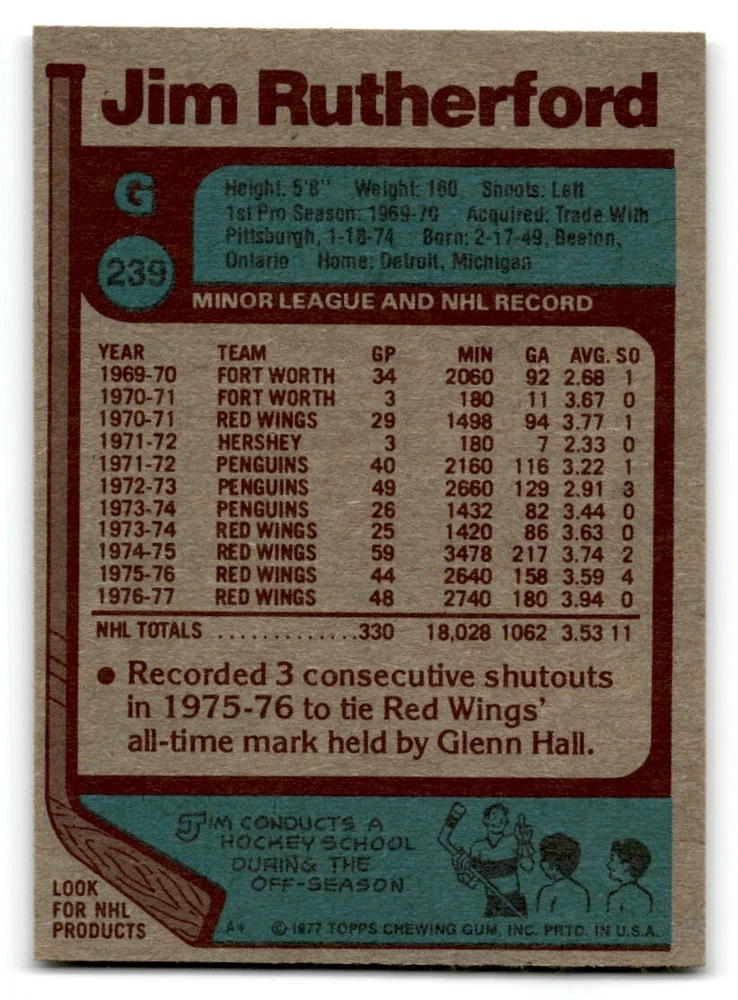 Jim Rutherford
G
239
Height: 5'8" Weight: 160 Shoots: Left
1st Pro Season: 1969-70 Acquired: Trade With
Pittsburgh, 1-18-74 Born: 2-17-49, Beeton,
Ontario Home: Detroit, Michigan
MINOR LEAGUE AND NHL RECORD
YEAR TEAM GP MIN GA AVG. SO
1969-70 FORT WORTH 34 2060 92 2.68 1
1970-71 FORT WORTH 3 180 11 3.67 0
1970-71 RED WINGS 29 1498 94 3.77 1
1971-72 HERSHEY 3 180 7 2.33 0
1971-72 PENGUINS 40 2160 116 3.22 1
1972-73 PENGUINS 49 2660 129 2.91 3
1973-74 PENGUINS 26 1432 82 3.44 0
1973-74 RED WINGS 25 1420 86 3.63 0
1974-75 RED WINGS 59 3478 217 3.74 2
1975-76 RED WINGS 44 2640 158 3.59 4
1976-77 RED WINGS 48 2740 180 3.94 0
NHL TOTALS .............330 18,028 1062 3.53 11
• Recorded 3 consecutive shutouts
in 1975-76 to tie Red Wings'
all-time mark held by Glenn Hall.
JIM CONDUCTS A
HOCKEY SCHOOL
DURING THE
OFF-SEASON
LOOK
FOR NHL
PRODUCTS
A+ ©1977 TOPPS CHEWING GUM, INC. PRTD. IN U.S.A.